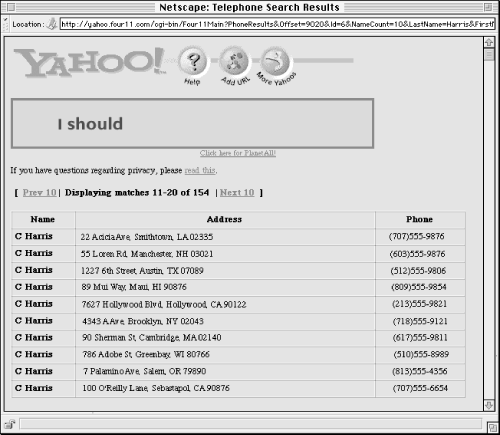 Netscape: Telephone Search Results
Location: http://yahoo.four11.com/cgi-bin/Four11Main?PhoneResults&Offset=9020&Id=6&NameCount=10&LastName=Harris&Firstf
YAHOO!
Help
Add URL
More Yahoos
I should
Click here for PlanetAll!
If you have questions regarding privacy, please read this.
[ Prev 10 | Displaying matches 11-20 of 154 | Next 10 ]
Name Address Phone
C Harris 22 Acicia Ave, Smithtown, LA 02335 (707)555-9876
C Harris 55 Loren Rd, Manchester, NH 03021 (603)555-9876
C Harris 1227 6th Street, Austin, TX 07089 (512)555-9806
C Harris 89 Mui Way, Maui, HI 90876 (809)555-9854
C Harris 7627 Hollywood Blvd, Hollywood, CA 90122 (213)555-9821
C Harris 4343 A Ave, Brooklyn, NY 02043 (718)555-9121
C Harris 90 Sherman St, Cambridge, MA 02140 (617)555-9811
C Harris 786 Adobe St, Greenbay, WI 80766 (510)555-8989
C Harris 7 Palamino Ave, Salem, OR 79890 (813)555-4356
C Harris 100 O'Reilly Lane, Sebastapol, CA 90876 (707)555-6654